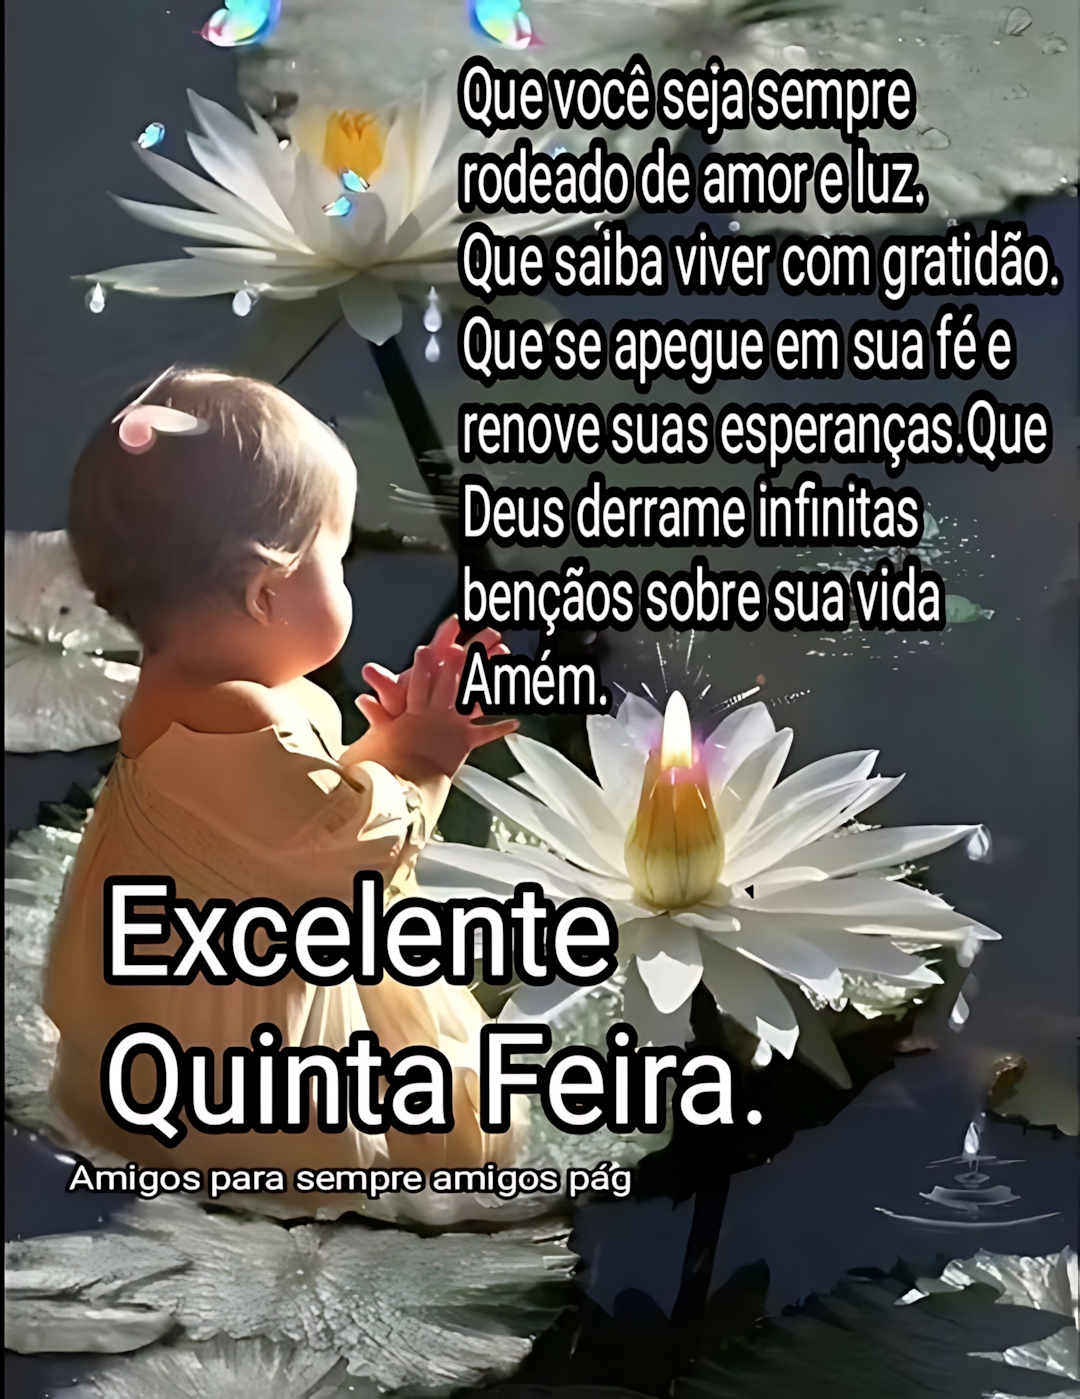 Que você seja sempre
rodeado de amor e luz.
Que saiba viver com gratidão.
Que se apegue em sua fé e
renove suas esperanças.Que
Deus derrame infinitas
bençãos sobre sua vida
Amém.
Excelente
Quinta Feira.
Amigos para sempre amigos pág